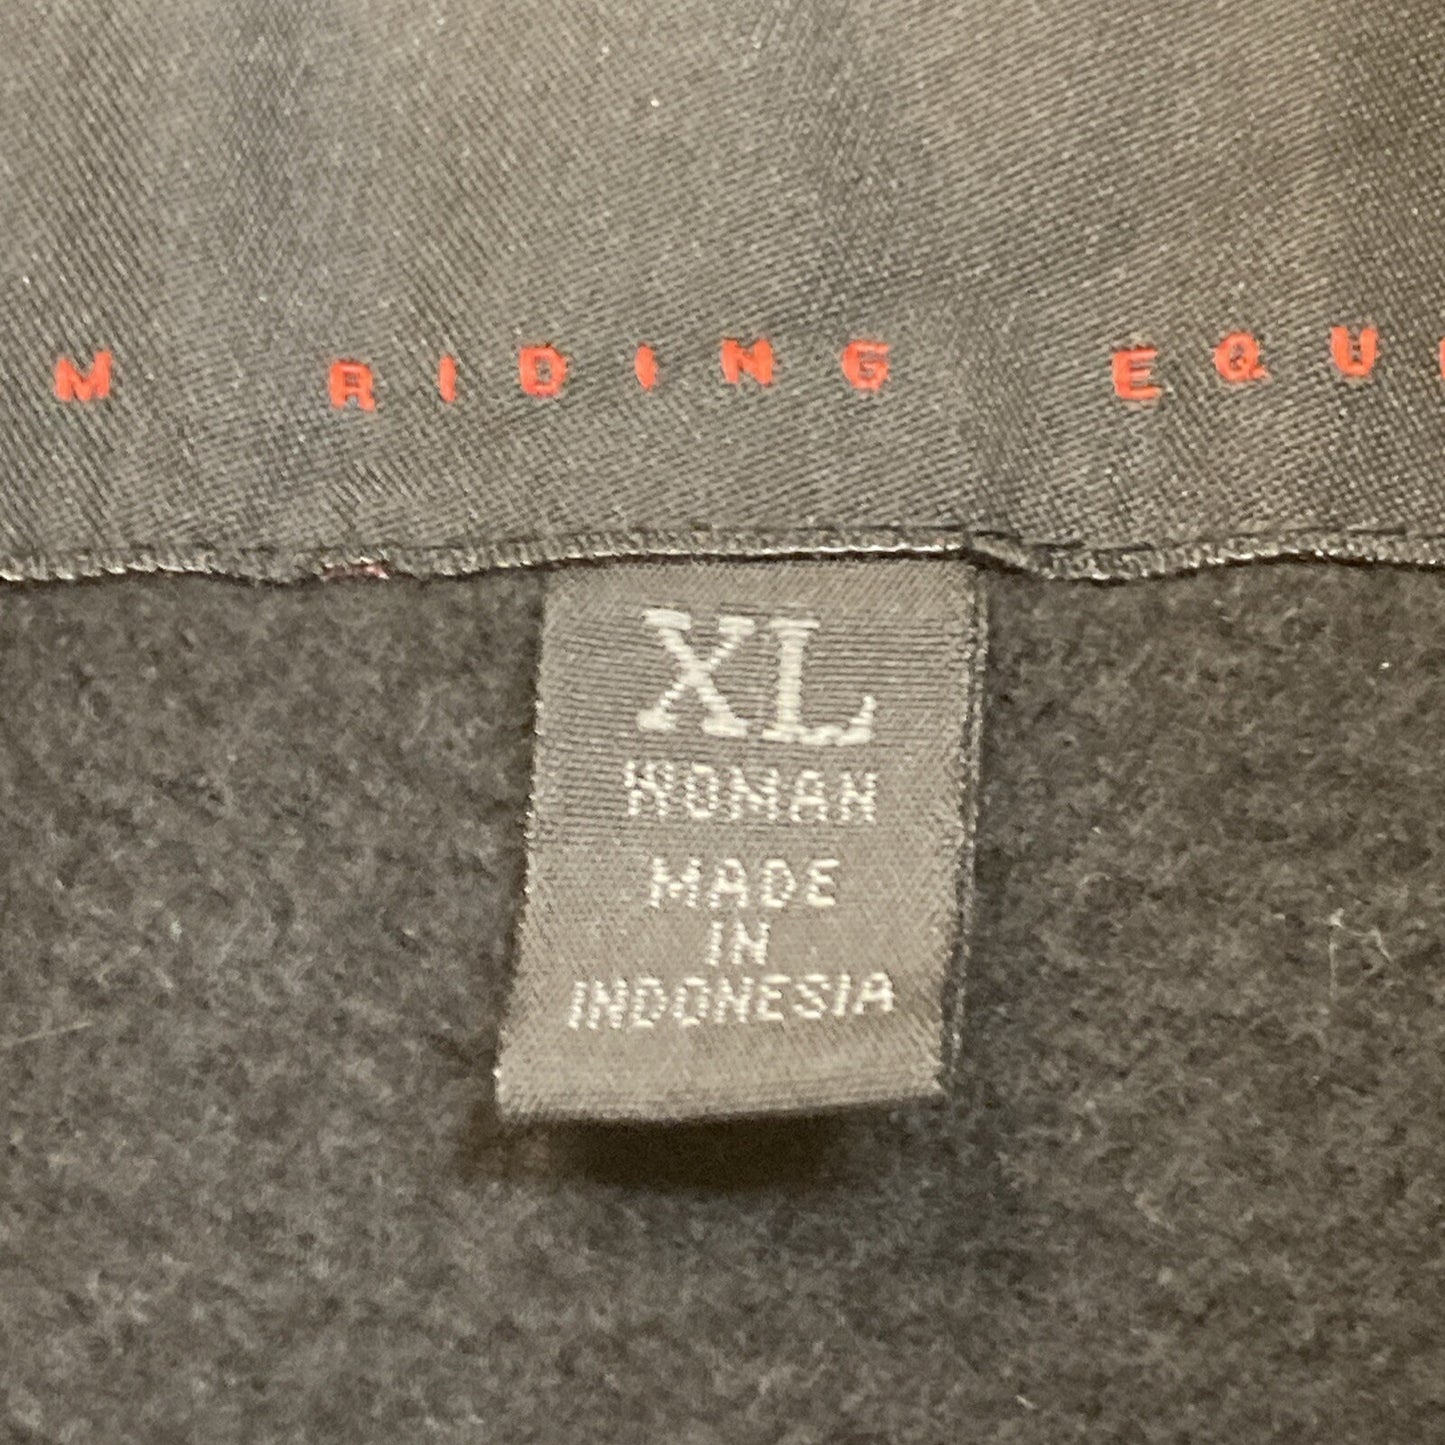 M RIDING EQU
XL
WOMAN
MADE
IN
INDONESIA